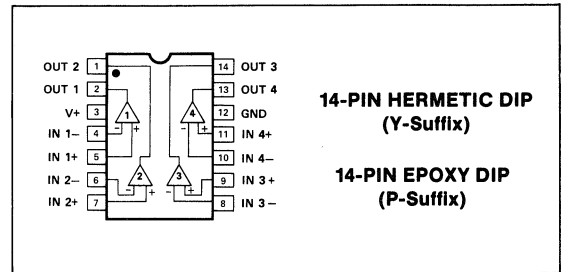 OUT 2 1 14 OUT 3
OUT 1 2 13 OUT 4
V+ 3 1 4 12 GND
IN 1– 4 – + – + 11 IN 4+
IN 1+ 5 10 IN 4–
IN 2– 6 2 3 9 IN 3+
IN 2+ 7 – + – + 8 IN 3–
14-PIN HERMETIC DIP
(Y-Suffix)
14-PIN EPOXY DIP
(P-Suffix)